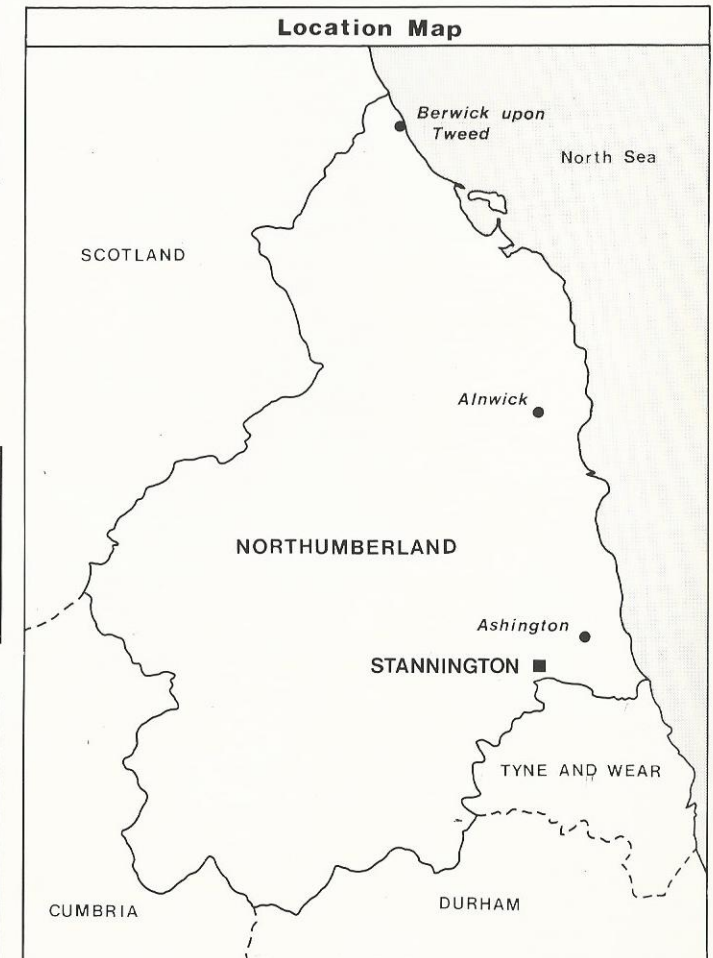 Location Map
Berwick upon
Tweed
North Sea
SCOTLAND
Alnwick
NORTHUMBERLAND
Ashington
STANNINGTON
TYNE AND WEAR
CUMBRIA
DURHAM